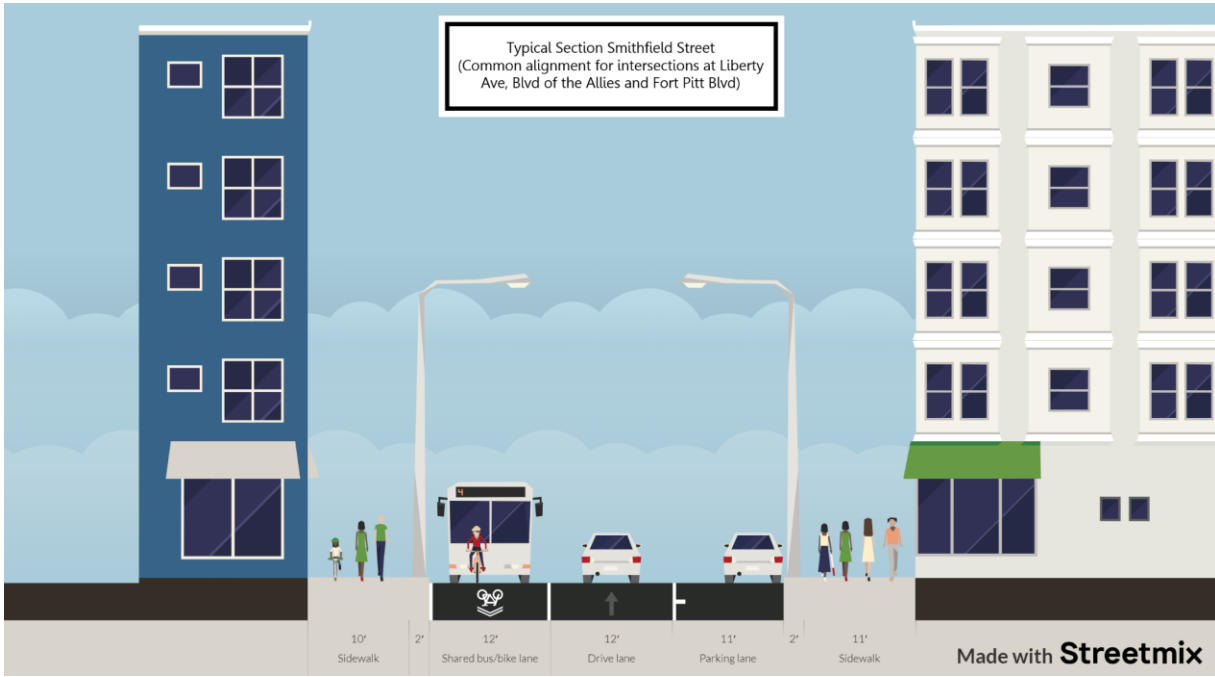 Typical Section Smithfield Street
(Common alignment for intersections at Liberty
Ave, Blvd of the Allies and Fort Pitt Blvd)
4
10' 2' 12' 12' 11' 2' 11'
Sidewalk Shared bus/bike lane Drive lane Parking lane Sidewalk
Made with Streetmix